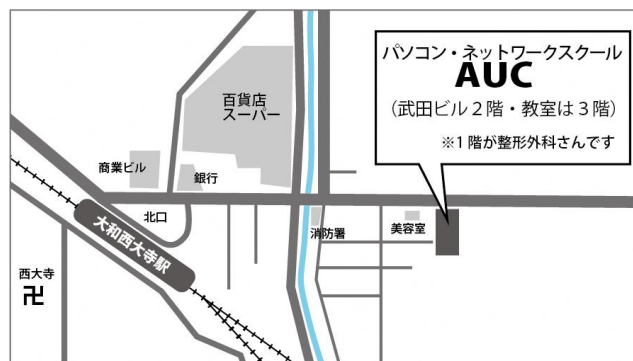 パソコン・ネットワークスクール
AUC
(武田ビル2階・教室は3階)
※1階が整形外科さんです
百貨店
スーパー
商業ビル
銀行
北口
大和西大寺駅
消防署
美容室
西大寺
卍